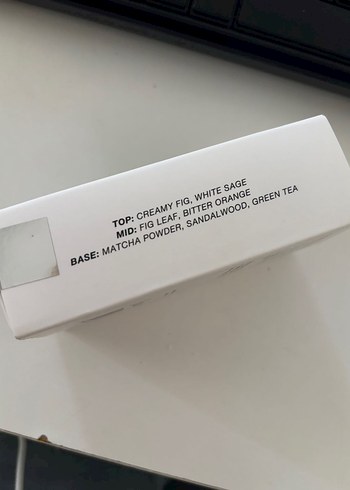 TOP: CREAMY FIG, WHITE SAGE
MID: FIG LEAF, BITTER ORANGE
BASE: MATCHA POWDER, SANDALWOOD, GREEN TEA